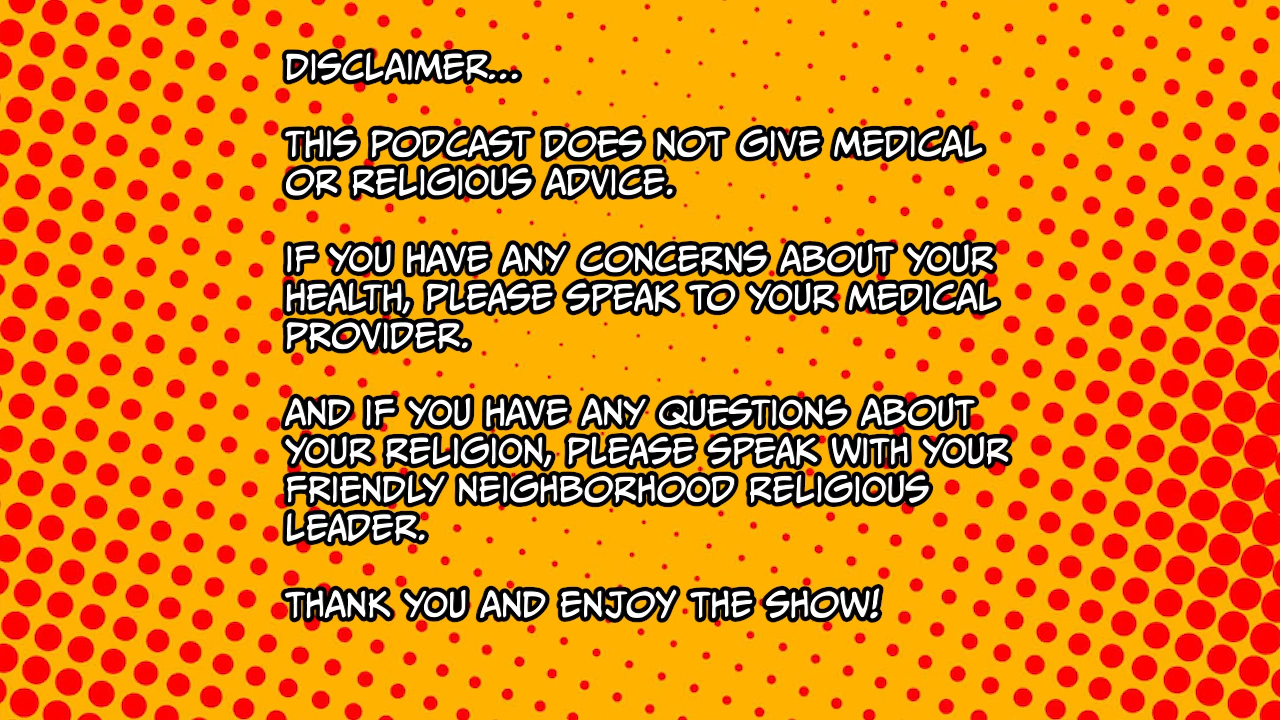 DISCLAIMER...
THIS PODCAST DOES NOT GIVE MEDICAL
OR RELIGIOUS ADVICE.
IF YOU HAVE ANY CONCERNS ABOUT YOUR
HEALTH, PLEASE SPEAK TO YOUR MEDICAL
PROVIDER.
AND IF YOU HAVE ANY QUESTIONS ABOUT
YOUR RELIGION, PLEASE SPEAK WITH YOUR
FRIENDLY NEIGHBORHOOD RELIGIOUS
LEADER.
THANK YOU AND ENJOY THE SHOW!